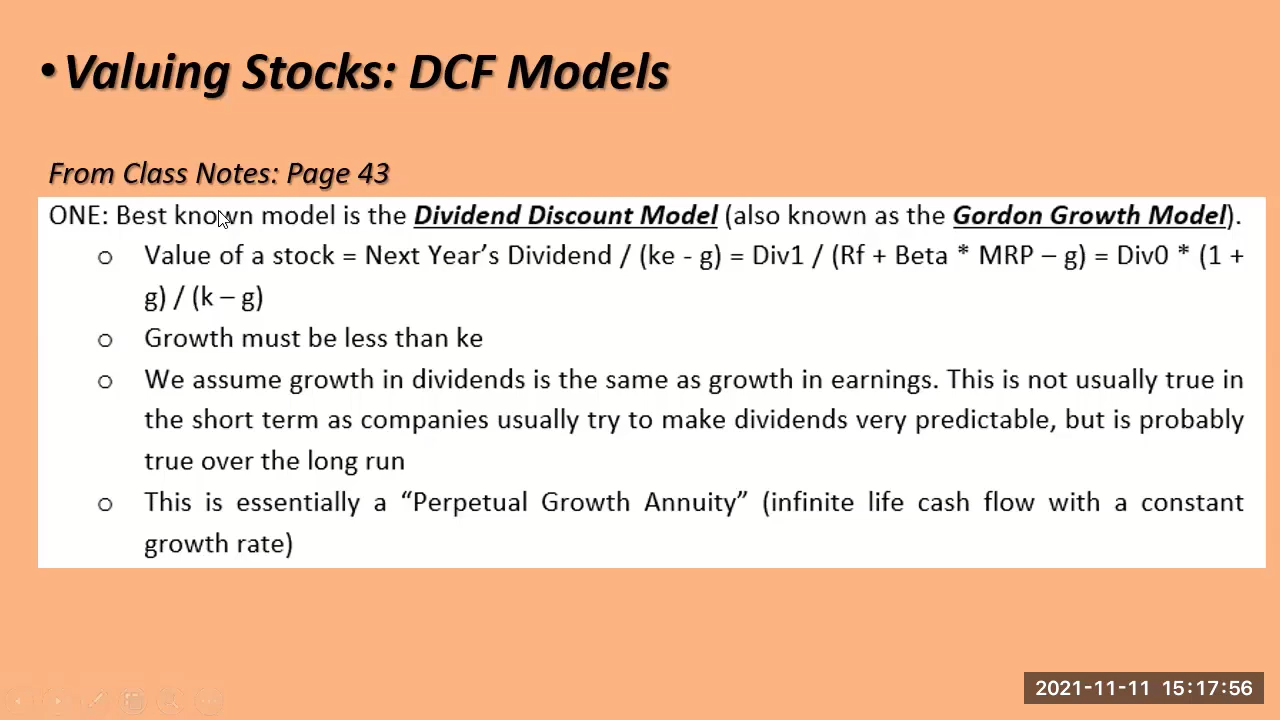 • Valuing Stocks: DCF Models
From Class Notes: Page 43
ONE: Best known model is the Dividend Discount Model (also known as the Gordon Growth Model).
o Value of a stock = Next Year’s Dividend / (ke - g) = Div1 / (Rf + Beta * MRP – g) = Div0 * (1 +
g) / (k – g)
o Growth must be less than ke
o We assume growth in dividends is the same as growth in earnings. This is not usually true in
the short term as companies usually try to make dividends very predictable, but is probably
true over the long run
o This is essentially a “Perpetual Growth Annuity” (infinite life cash flow with a constant
growth rate)
2021-11-11 15:17:56